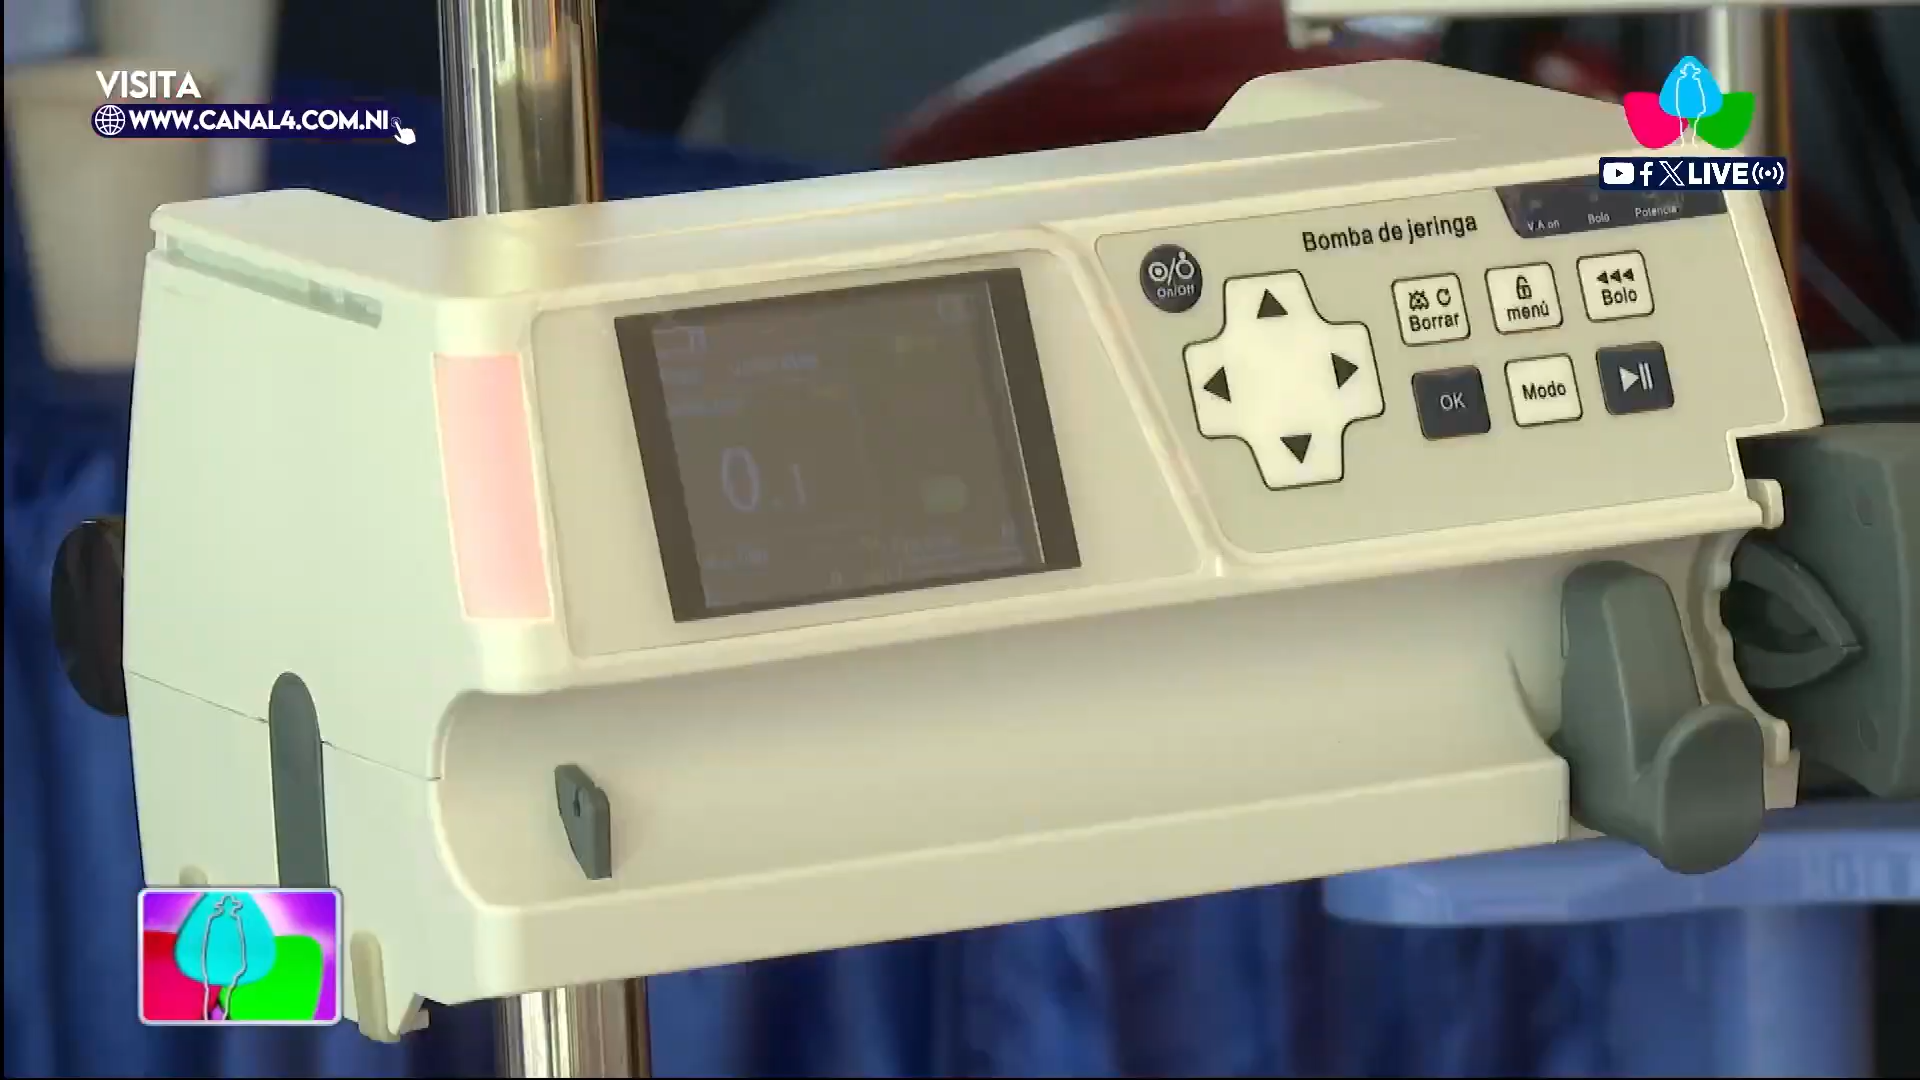 VISITA
WWW.CANAL4.COM.NI
LIVE
Bomba de jeringa
Bolo
Potencia
On/Off
Borrar
menú
Bolo
OK
Modo
0.1